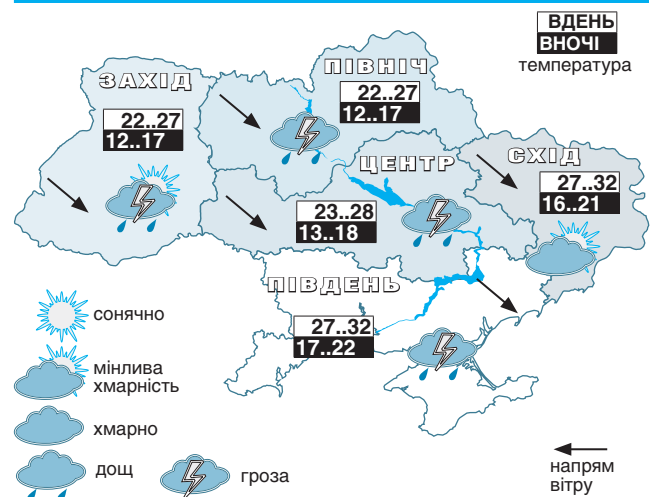 ВДЕНЬ
ВНОЧІ
температура
ЗАХІД
22..27
12..17
ПІВНІЧ
22..27
12..17
ЦЕНТР
23..28
13..18
СХІД
27..32
16..21
ПІВДЕНЬ
27..32
17..22
сонячно
мінлива
хмарність
хмарно
дощ
гроза
напрям
вітру